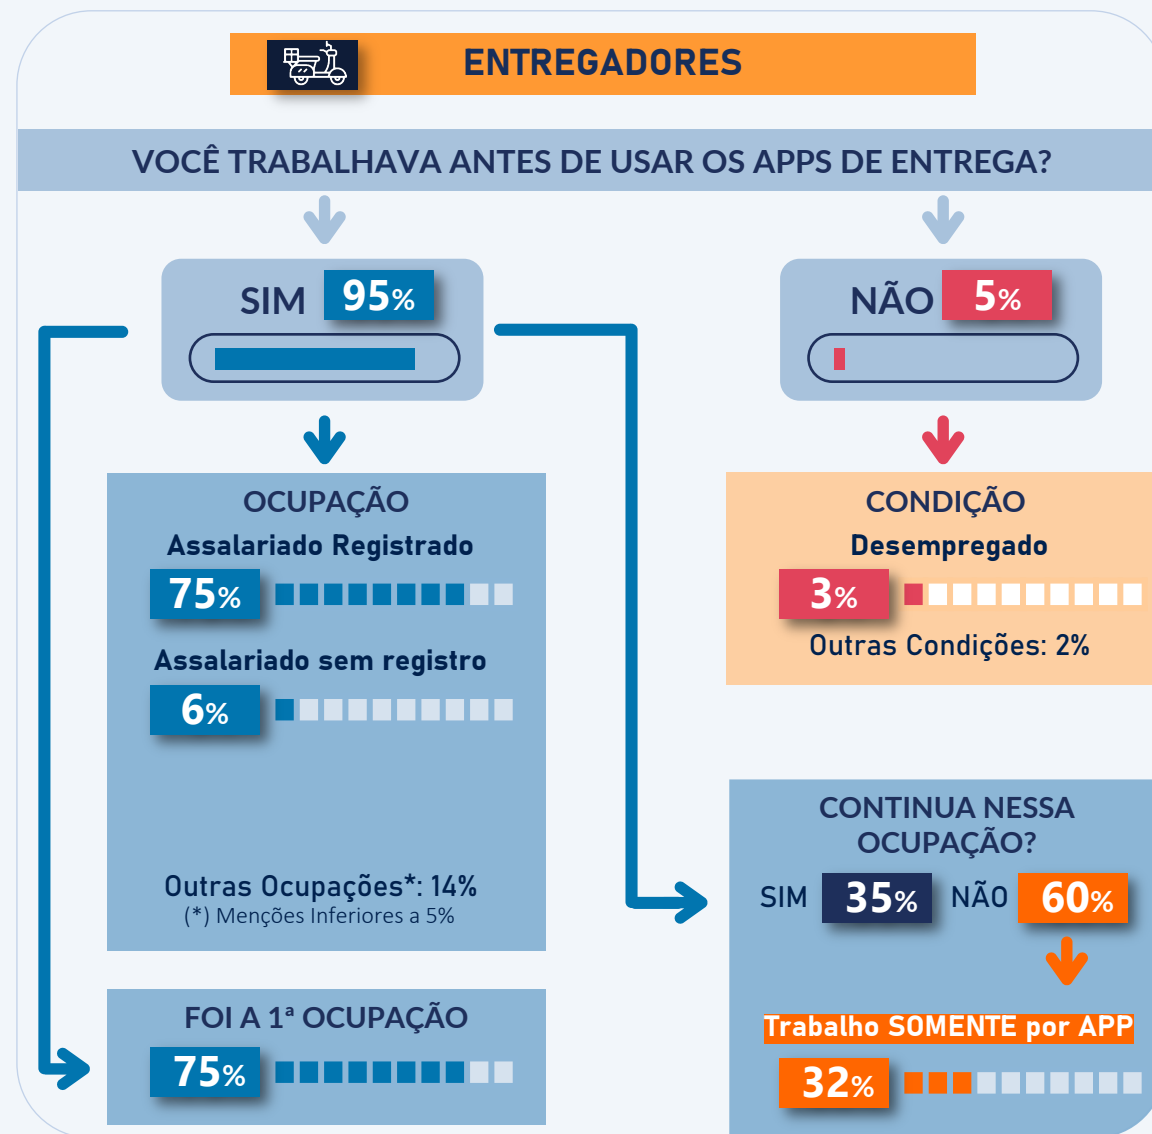 ENTREGADORES
VOCÊ TRABALHAVA ANTES DE USAR OS APPS DE ENTREGA?
SIM 95%
NÃO 5%
OCUPAÇÃO
Assalariado Registrado
75%
Assalariado sem registro
6%
Outras Ocupações*: 14%
(*) Menções Inferiores a 5%
FOI A 1ª OCUPAÇÃO
75%
CONDIÇÃO
Desempregado
3%
Outras Condições: 2%
CONTINUA NESSA
OCUPAÇÃO?
SIM 35% NÃO 60%
Trabalho SOMENTE por APP
32%